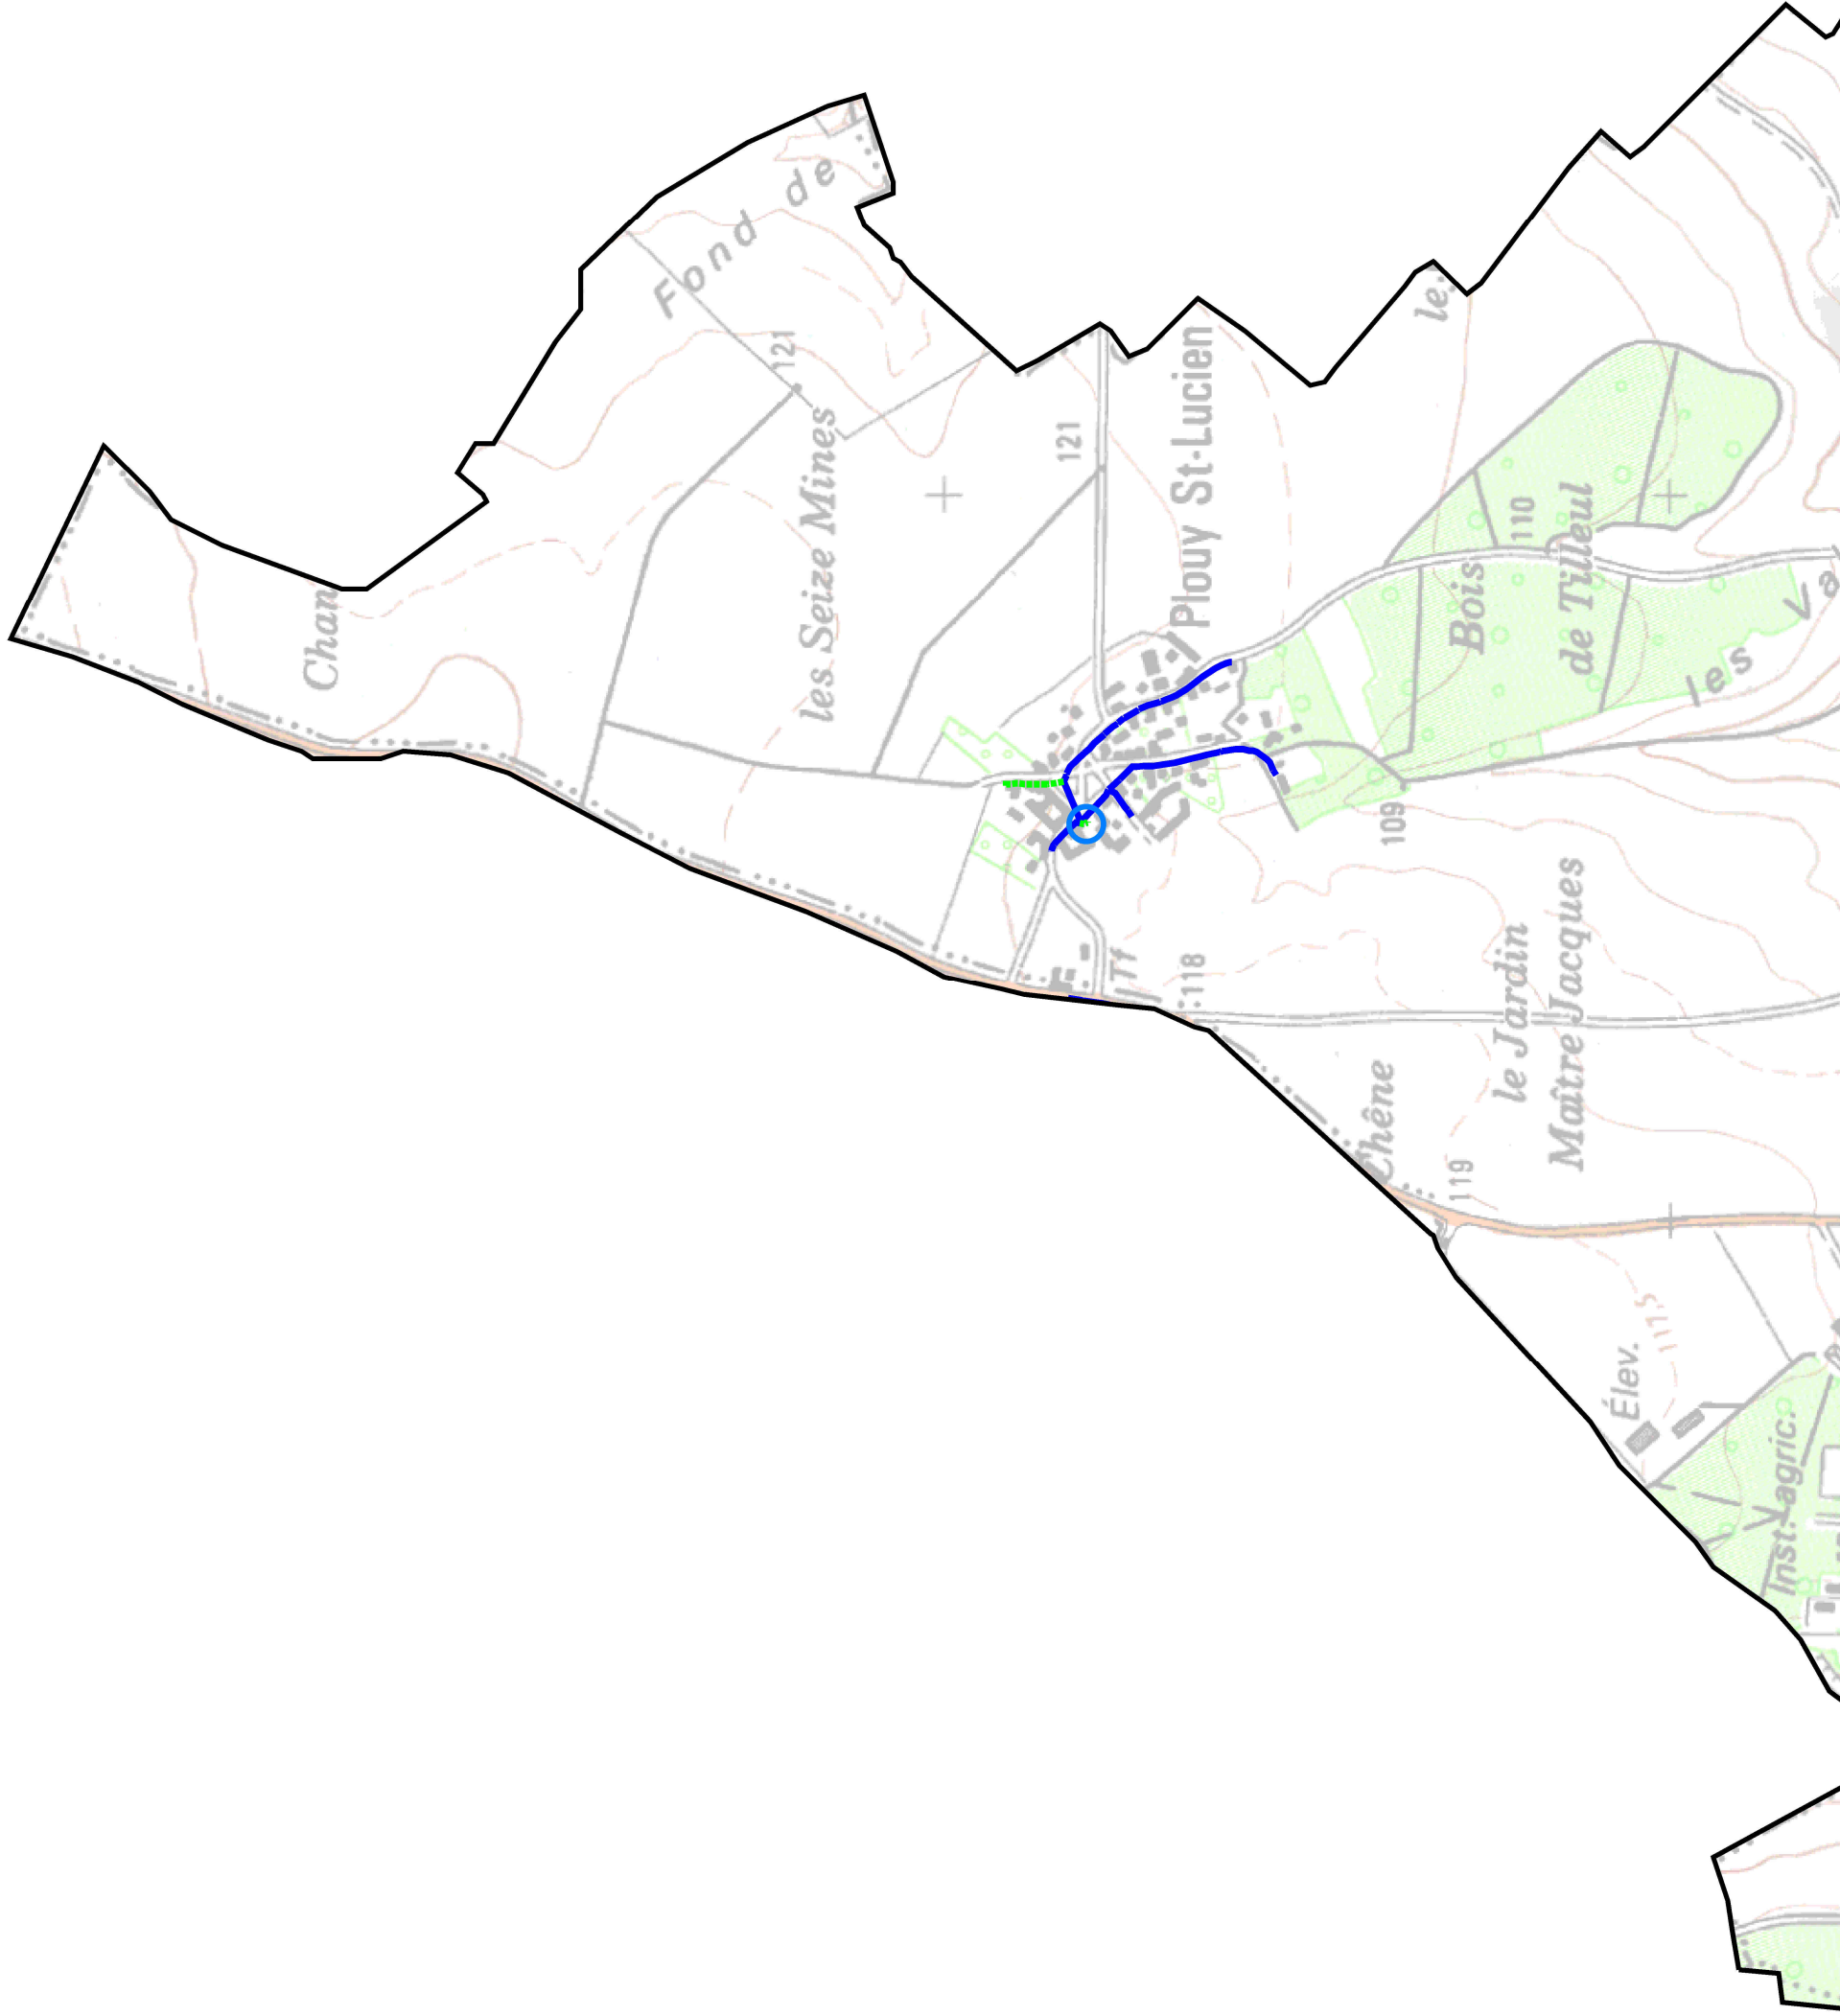 Fond de
121
les Seize Mines
Chan
121
Plouy St-Lucien
le
110
Bois
de Tilleul
les
Va
109
Tf
118
le Jardin
Maître Jacques
Chêne
119
Élev.
Inst. agric.